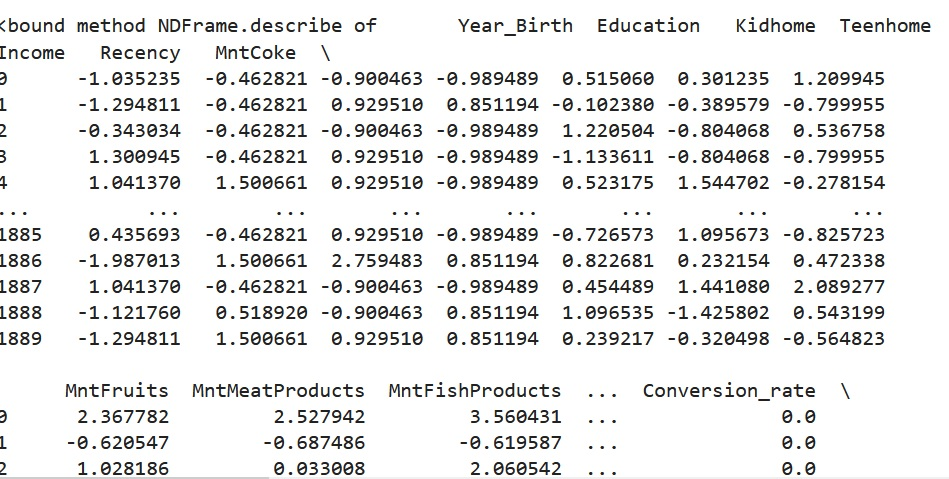 <bound method NDFrame.describe of       Year_Birth  Education   Kidhome  Teenhome
Income   Recency   MntCoke  \
0    -1.035235  -0.462821 -0.900463 -0.989489  0.515060  0.301235  1.209945
1    -1.294811  -0.462821  0.929510  0.851194 -0.102380 -0.389579 -0.799955
2    -0.343034  -0.462821 -0.900463 -0.989489  1.220504 -0.804068  0.536758
3     1.300945  -0.462821  0.929510 -0.989489 -1.133611 -0.804068 -0.799955
4     1.041370   1.500661  0.929510 -0.989489  0.523175  1.544702 -0.278154
...        ...        ...       ...       ...       ...       ...       ...
1885  0.435693  -0.462821  0.929510 -0.989489 -0.726573  1.095673 -0.825723
1886 -1.987013   1.500661  2.759483  0.851194  0.822681  0.232154  0.472338
1887  1.041370  -0.462821 -0.900463 -0.989489  0.454489  1.441080  2.089277
1888 -1.121760   0.518920 -0.900463  0.851194  1.096535 -1.425802  0.543199
1889 -1.294811   1.500661  0.929510  0.851194  0.239217 -0.320498 -0.564823
MntFruits  MntMeatProducts  MntFishProducts  ...  Conversion_rate  \
0     2.367782         2.527942         3.560431  ...              0.0
1    -0.620547        -0.687486        -0.619587  ...              0.0
2     1.028186         0.033008         2.060542  ...              0.0